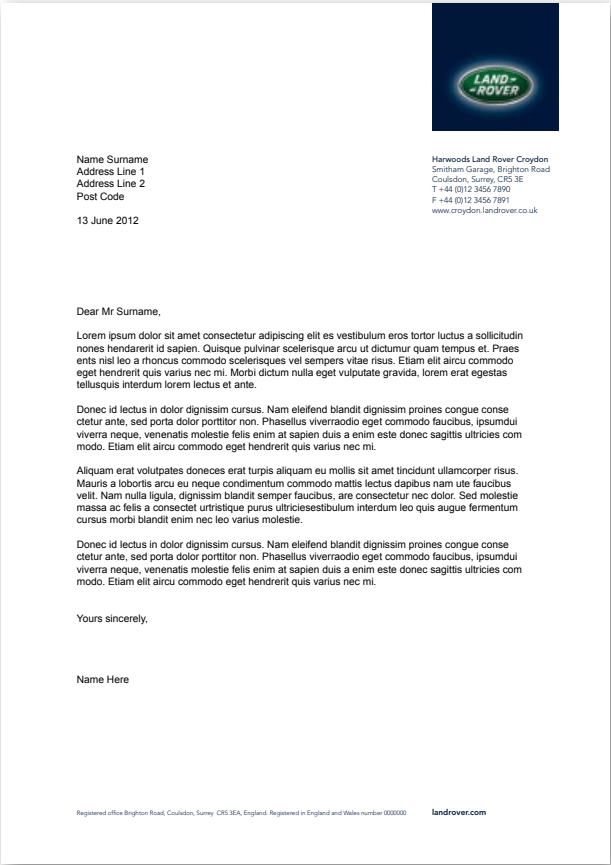 LAND-
-ROVER
Name Surname
Address Line 1
Address Line 2
Post Code
13 June 2012
Harwoods Land Rover Croydon
Smitham Garage, Brighton Road
Coulsdon, Surrey, CR5 3E
T +44 (0)12 3456 7890
F +44 (0)12 3456 7891
www.croydon.landrover.co.uk
Dear Mr Surname,
Lorem ipsum dolor sit amet consectetur adipiscing elit es vestibulum eros tortor luctus a sollicitudin
nones hendarerit id sapien. Quisque pulvinar scelerisque arcu ut dictumur quam tempus et. Praes
ents nisl leo a rhoncus commodo scelerisques vel sempers vitae risus. Etiam elit aircu commodo
eget hendrerit quis varius nec mi. Morbi dictum nulla eget vulputate gravida, lorem erat egestas
tellusquis interdum lorem lectus et ante.
Donec id lectus in dolor dignissim cursus. Nam eleifend blandit dignissim proines congue conse
ctetur ante, sed porta dolor porttitor non. Phasellus viverraodio eget commodo faucibus, ipsumdui
viverra neque, venenatis molestie felis enim at sapien duis a enim este donec sagittis ultricies com
modo. Etiam elit aircu commodo eget hendrerit quis varius nec mi.
Aliquam erat volutpates doneces erat turpis aliquam eu mollis sit amet tincidunt ullamcorper risus.
Mauris a lobortis arcu eu neque condimentum commodo mattis lectus dapibus nam ute faucibus
velit. Nam nulla ligula, dignissim blandit semper faucibus, are consectetur nec dolor. Sed molestie
massa ac felis a consectet urtristique purus ultriciesestibulum interdum leo quis augue fermentum
cursus morbi blandit enim nec leo varius molestie.
Donec id lectus in dolor dignissim cursus. Nam eleifend blandit dignissim proines congue conse
ctetur ante, sed porta dolor porttitor non. Phasellus viverraodio eget commodo faucibus, ipsumdui
viverra neque, venenatis molestie felis enim at sapien duis a enim este donec sagittis ultricies com
modo. Etiam elit aircu commodo eget hendrerit quis varius nec mi.
Yours sincerely,
Name Here
Registered office Brighton Road, Coulsdon, Surrey CR5 3EA, England. Registered in England and Wales number 0000000
landrover.com